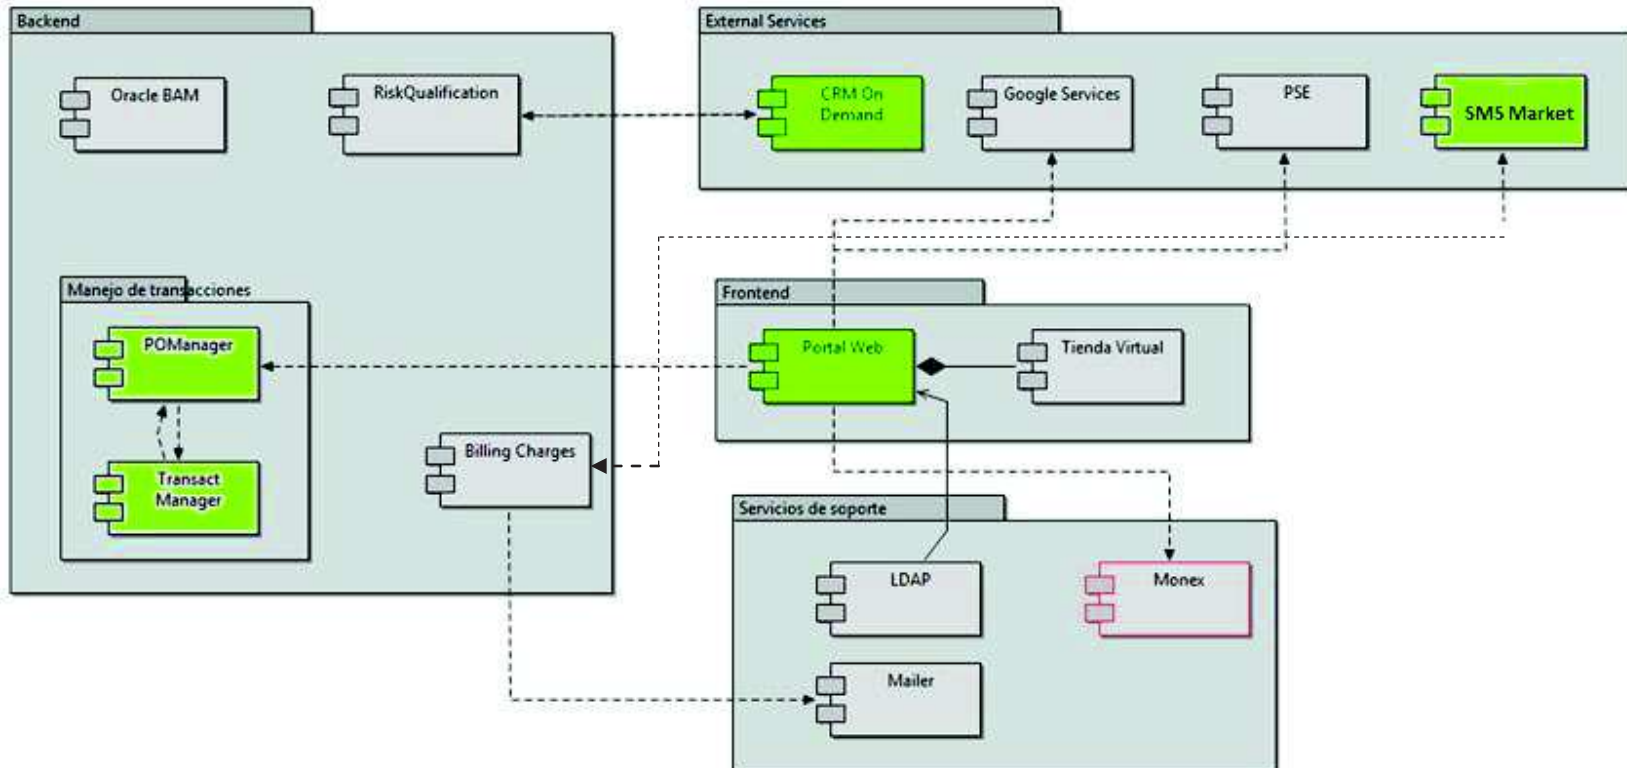 Backend
External Services
Oracle BAM
RiskQualification
CRM On
Demand
Google Services
PSE
SMS Market
Manejo de transacciones
POManager
Transact
Manager
Billing Charges
Frontend
Portal Web
Tienda Virtual
Servicios de soporte
LDAP
Monex
Mailer